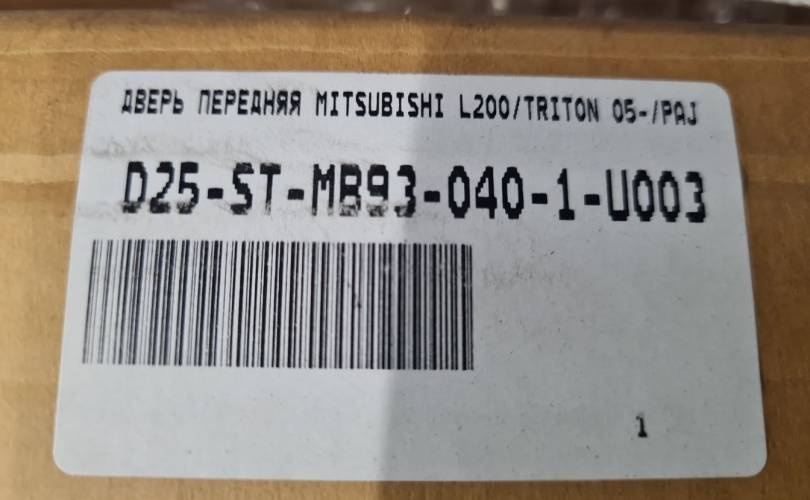 ДВЕРЬ ПЕРЕДНЯЯ MITSUBISHI L200/TRITON 05-/PAJ
D25-ST-MB93-040-1-U003
1